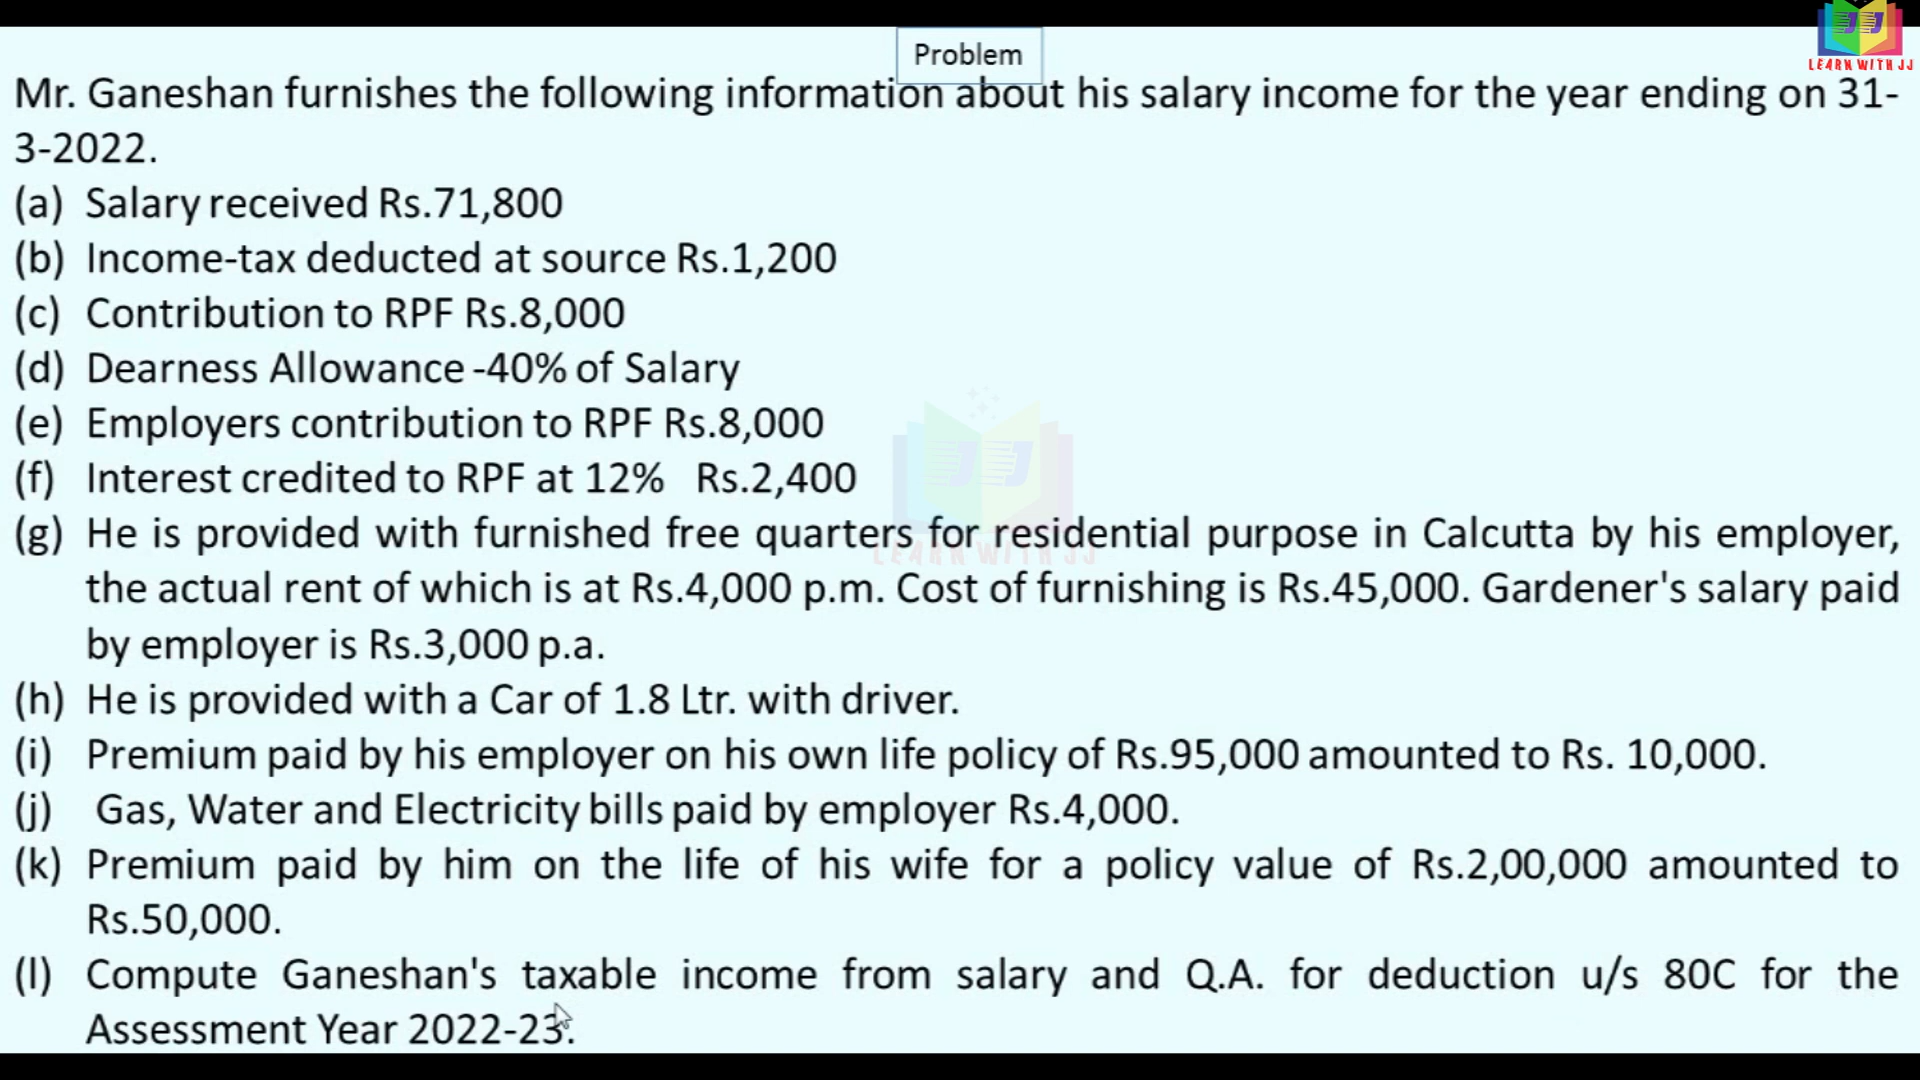 Problem
LEARN WITH JJ
Mr. Ganeshan furnishes the following information about his salary income for the year ending on 31-
3-2022.
(a) Salary received Rs.71,800
(b) Income-tax deducted at source Rs.1,200
(c) Contribution to RPF Rs.8,000
(d) Dearness Allowance -40% of Salary
(e) Employers contribution to RPF Rs.8,000
(f) Interest credited to RPF at 12% Rs.2,400
(g) He is provided with furnished free quarters for residential purpose in Calcutta by his employer,
the actual rent of which is at Rs.4,000 p.m. Cost of furnishing is Rs.45,000. Gardener's salary paid
by employer is Rs.3,000 p.a.
LEARN WITH JJ
(h) He is provided with a Car of 1.8 Ltr. with driver.
(i) Premium paid by his employer on his own life policy of Rs.95,000 amounted to Rs. 10,000.
(j) Gas, Water and Electricity bills paid by employer Rs.4,000.
(k) Premium paid by him on the life of his wife for a policy value of Rs.2,00,000 amounted to
Rs.50,000.
(l) Compute Ganeshan's taxable income from salary and Q.A. for deduction u/s 80C for the
Assessment Year 2022-23.